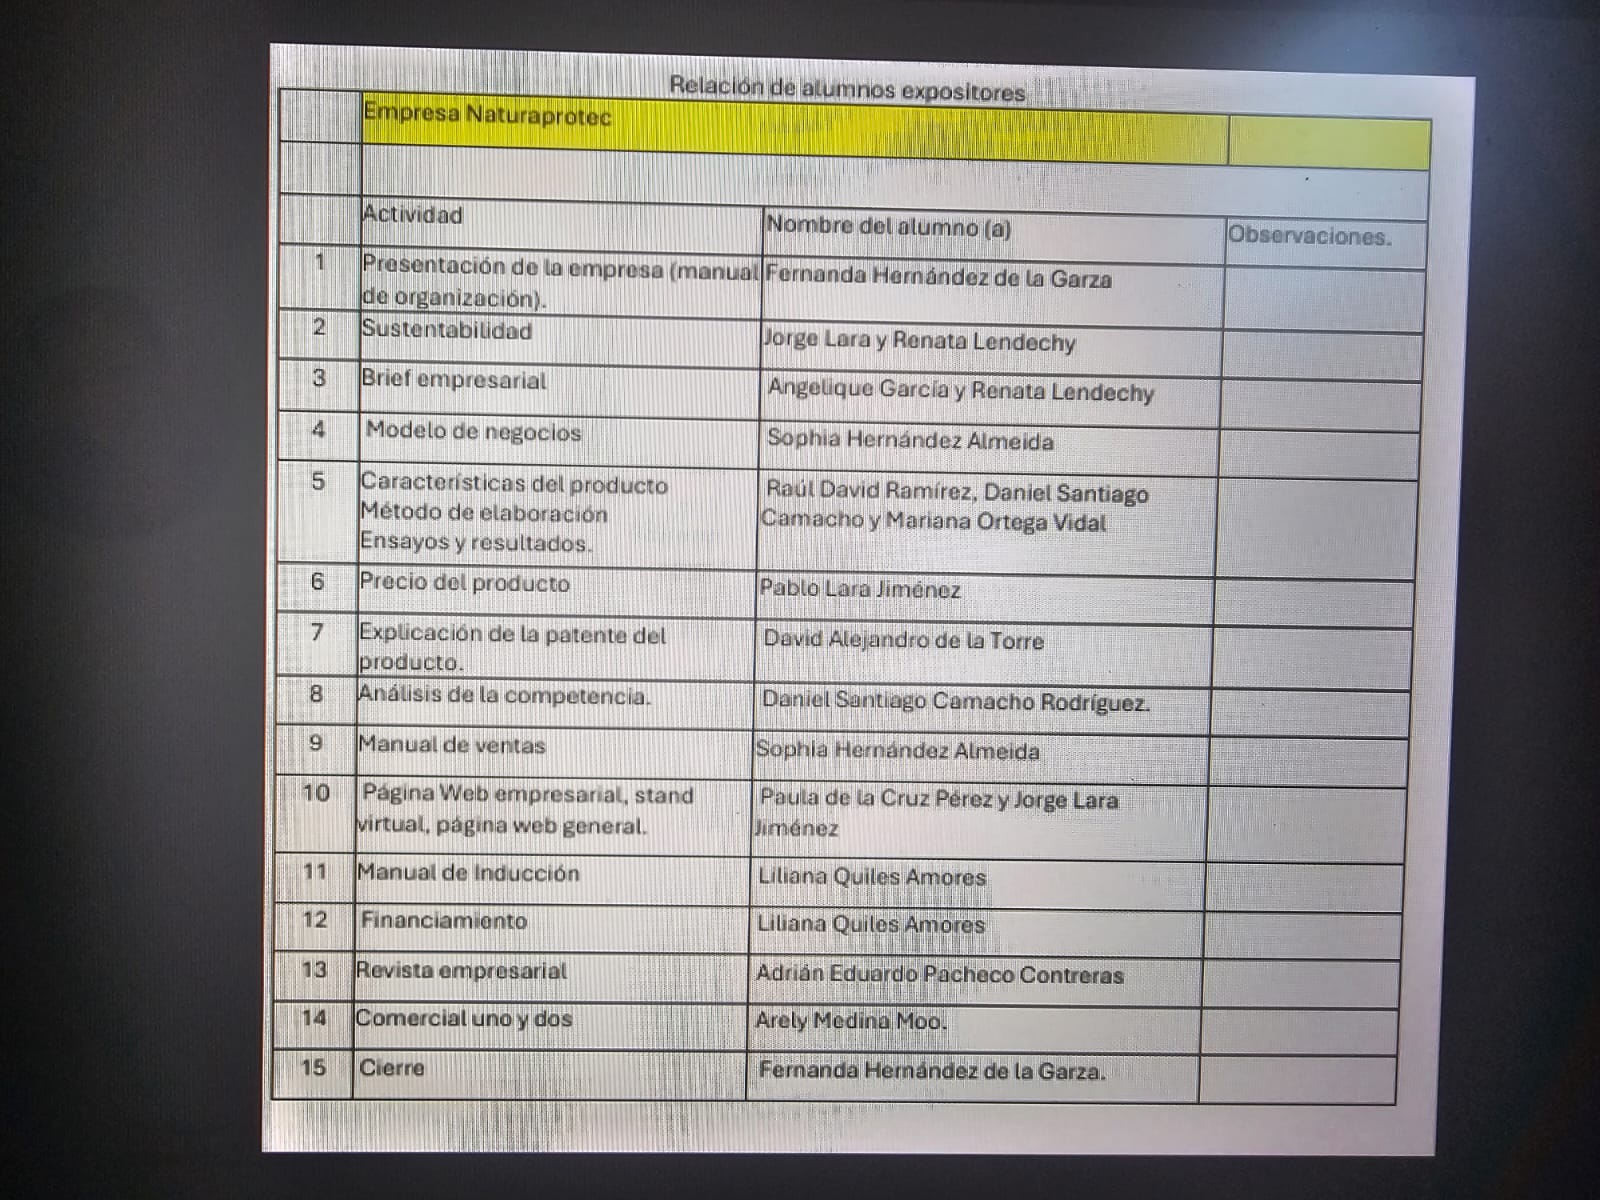 Relación de alumnos expositores
Empresa Naturaprotec
Actividad
Nombre del alumno (a)
Observaciones.
1
Presentación de la empresa (manual
de organización).
Fernanda Hernández de la Garza
2
Sustentabilidad
Jorge Lara y Renata Lendechy
3
Brief empresarial
Angelique García y Renata Lendechy
4
Modelo de negocios
Sophia Hernández Almeida
5
Características del producto
Método de elaboración
Ensayos y resultados.
Raúl David Ramírez, Daniel Santiago
Camacho y Mariana Ortega Vidal
6
Precio del producto
Pablo Lara Jiménez
7
Explicación de la patente del
producto.
David Alejandro de la Torre
8
Análisis de la competencia.
Daniel Santiago Camacho Rodríguez.
9
Manual de ventas
Sophia Hernández Almeida
10
Página Web empresarial, stand
virtual, página web general.
Paula de la Cruz Pérez y Jorge Lara
Jiménez
11
Manual de Inducción
Liliana Quiles Amores
12
Financiamiento
Liliana Quiles Amores
13
Revista empresarial
Adrián Eduardo Pacheco Contreras
14
Comercial uno y dos
Arely Medina Moo.
15
Cierre
Fernanda Hernández de la Garza.